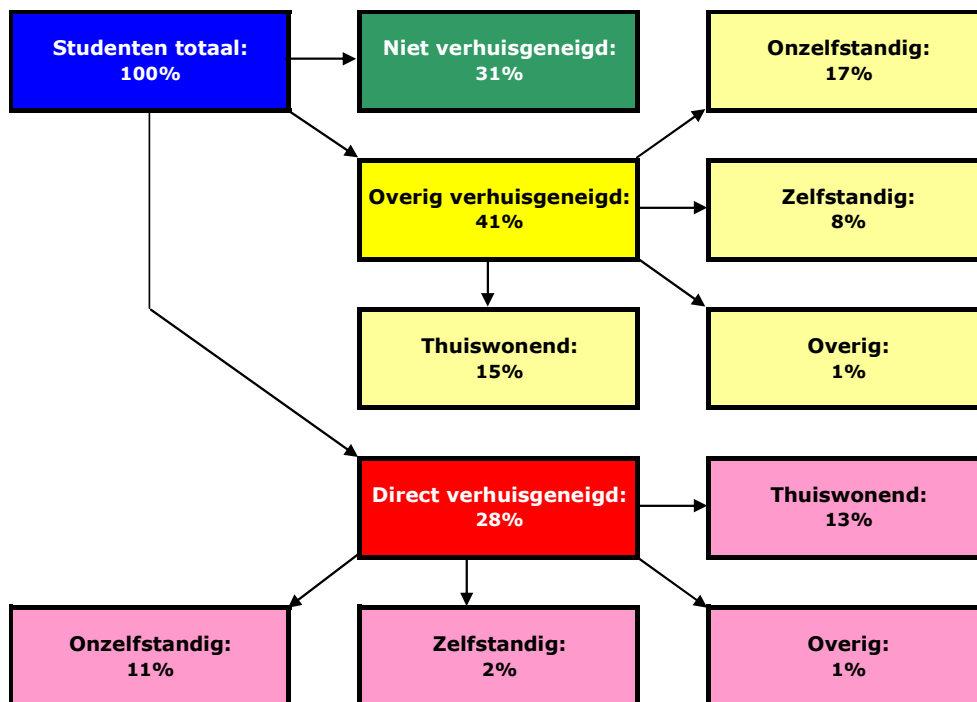 Studenten totaal:
100%
Niet verhuisgeneigd:
31%
Onzelfstandig:
17%
Overig verhuisgeneigd:
41%
Zelfstandig:
8%
Thuiswonend:
15%
Overig:
1%
Direct verhuisgeneigd:
28%
Thuiswonend:
13%
Onzelfstandig:
11%
Zelfstandig:
2%
Overig:
1%